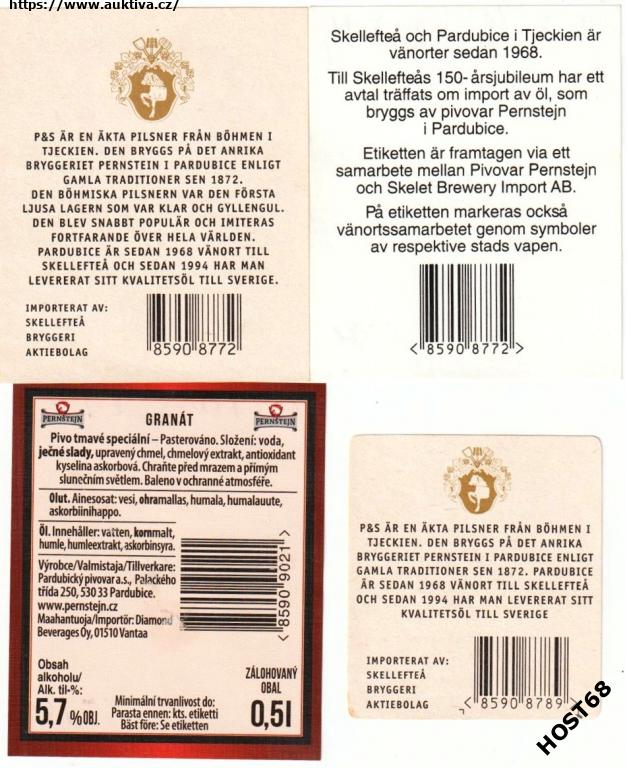 https://www.auktiva.cz/
P&S ÄR EN ÄKTA PILSNER FRÅN BÖHMEN I
TJECKIEN. DEN BRYGGS PÅ DET ANRIKA
BRYGGERIET PERNSTEIN I PARDUBICE ENLIGT
GAMLA TRADITIONER SEN 1872.
DEN BÖHMISKA PILSNERN VAR DEN FÖRSTA
LJUSA LAGERN SOM VAR KLAR OCH GYLLENGUL.
DEN BLEV SNABBT POPULÄR OCH IMITERAS
FORTFARANDE ÖVER HELA VÄRLDEN.
PARDUBICE ÄR SEDAN 1968 VÄNORT TILL
SKELLEFTEÅ OCH SEDAN 1994 HAR MAN
LEVERERAT SITT KVALITETSÖL TILL SVERIGE.
IMPORTERAT AV:
SKELLEFTEÅ
BRYGGERI
AKTIEBOLAG
8590 8772
Skellefteå och Pardubice i Tjeckien är
vänorter sedan 1968.
Till Skellefteås 150-årsjubileum har ett
avtal träffats om import av öl, som
bryggs av pivovar Pernstejn
i Pardubice.
Etiketten är framtagen via ett
samarbete mellan Pivovar Pernstejn
och Skelet Brewery Import AB.
På etiketten markeras också
vänortssamarbetet genom symboler
av respektive stads vapen.
<8590 8772>
PERNŠTEJN
GRANÁT
PERNŠTEJN
Pivo tmavé speciální – Pasterováno. Složení: voda,
ječné slady, upravený chmel, chmelový extrakt, antioxidant
kyselina askorbová. Chraňte před mrazem a přímým
slunečním světlem. Baleno v ochranné atmosféře.
Olut. Ainesosat: vesi, ohramallas, humala, humalauute,
askorbiinihappo.
Öl. Innehåller: vatten, kornmalt,
humle, humleextrakt, askorbinsyra.
Výrobce/Valmistaja/Tillverkare:
Pardubický pivovar a.s., Palackého
třída 250, 530 33 Pardubice.
www.pernstejn.cz
Maahantuoja/Importör: Diamond
Beverages Oy, 01510 Vantaa
<8590 9021>
Obsah
alkoholu/
Alk. til-%:
5,7 % OBJ.
Minimální trvanlivost do:
Parasta ennen: kts. etiketti
Bäst före: Se etiketten
ZÁLOHOVANÝ
OBAL
0,5l
P&S ÄR EN ÄKTA PILSNER FRÅN BÖHMEN I
TJECKIEN. DEN BRYGGS PÅ DET ANRIKA
BRYGGERIET PERNSTEIN I PARDUBICE ENLIGT
GAMLA TRADITIONER SEN 1872. PARDUBICE
ÄR SEDAN 1968 VÄNORT TILL SKELLEFTEÅ
OCH SEDAN 1994 HAR MAN LEVERERAT SITT
KVALITETSÖL TILL SVERIGE
IMPORTERAT AV:
SKELLEFTEÅ
BRYGGERI
AKTIEBOLAG
<8590 8789>
HOST68